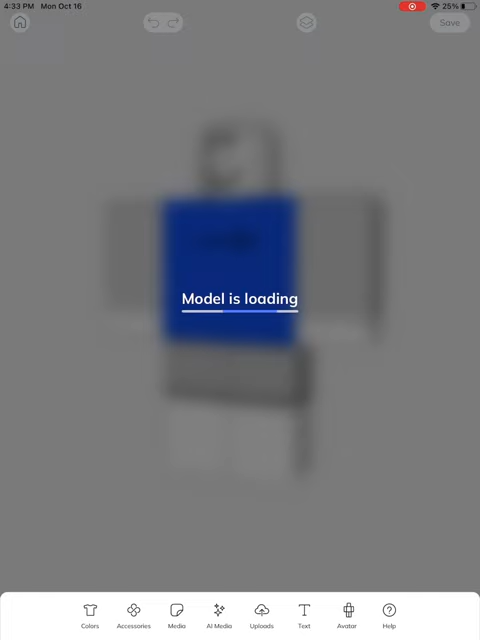 4:33 PM Mon Oct 16
25%
Save
Model is loading
Colors
Accessories
Media
AI Media
Uploads
Text
Avatar
Help